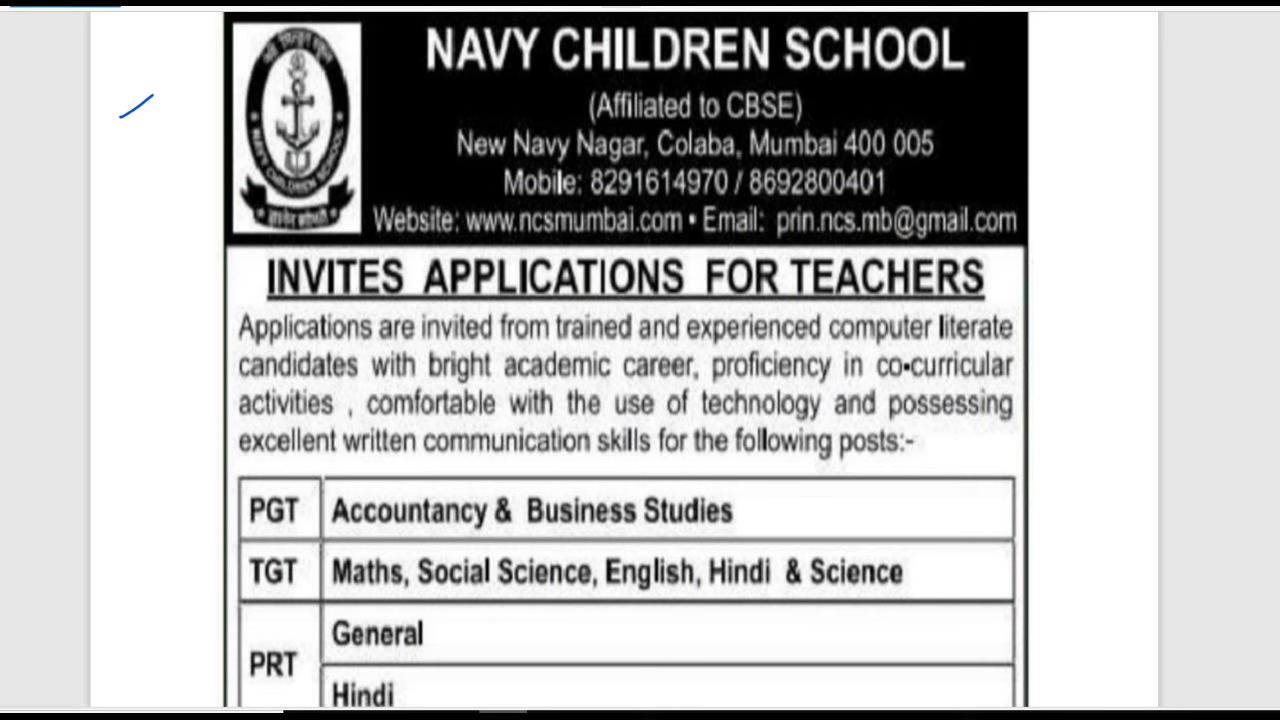 NAVY CHILDREN SCHOOL
(Affiliated to CBSE)
New Navy Nagar, Colaba, Mumbai 400 005
Mobile: 8291614970 / 8692800401
Website: www.ncsmumbai.com • Email: prin.ncs.mb@gmail.com
NAVY CHILDREN SCHOOL
INVITES APPLICATIONS FOR TEACHERS
Applications are invited from trained and experienced computer literate
candidates with bright academic career, proficiency in co-curricular
activities , comfortable with the use of technology and possessing
excellent written communication skills for the following posts:-
PGT Accountancy & Business Studies
TGT Maths, Social Science, English, Hindi & Science
PRT General
Hindi